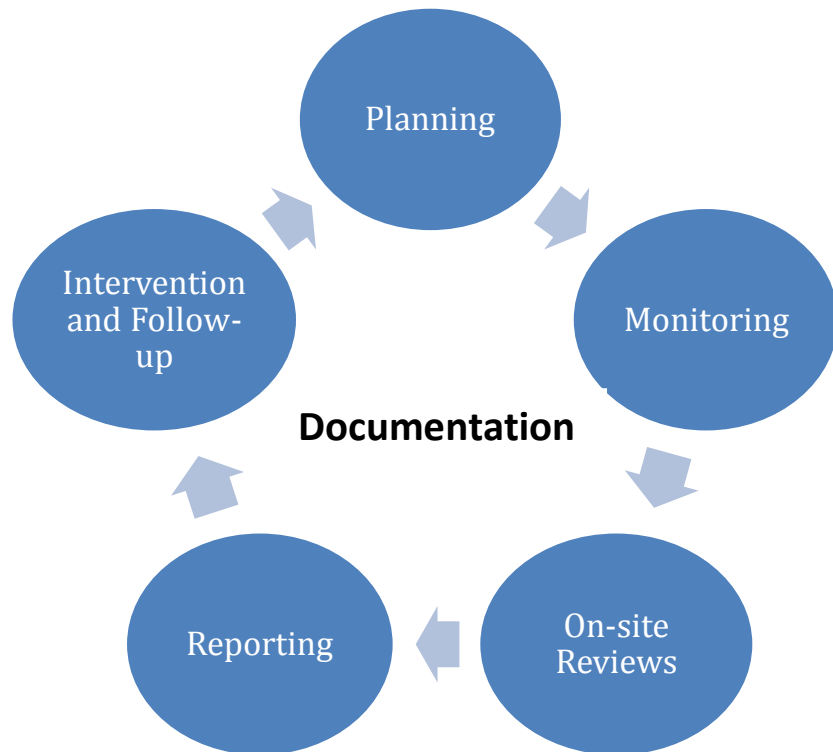 Planning
Intervention
and Follow-
up
Monitoring
Documentation
Reporting
On-site
Reviews